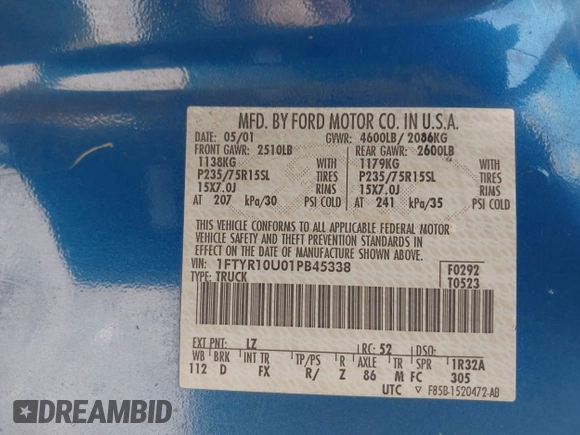 MFD. BY FORD MOTOR CO. IN U.S.A.
DATE: 05/01 GVWR: 4600LB/ 2086KG
FRONT GAWR: 2510LB REAR GAWR: 2600LB
1138KG WITH 1179KG WITH
P235/75R15SL TIRES P235/75R15SL TIRES
15X7.0J RIMS 15X7.0J RIMS
AT 207 kPa/30 PSI COLD AT 241 kPa/35 PSI COLD
THIS VEHICLE CONFORMS TO ALL APPLICABLE FEDERAL MOTOR
VEHICLE SAFETY AND THEFT PREVENTION STANDARDS IN
EFFECT ON THE DATE OF MANUFACTURE SHOWN ABOVE.
VEH. IDENT. NO: 1FTYR10U01PB45338 F0292
TYPE: TRUCK T0523
EXT PNT: LZ RC: 52 DSO:
WB BRK INT TR TP/PS R AXLE TR SPR 1R32A
112 D FX R/ Z 86 M FC 305
UTC ▽ F85B-1520472-AB
DREAMBID